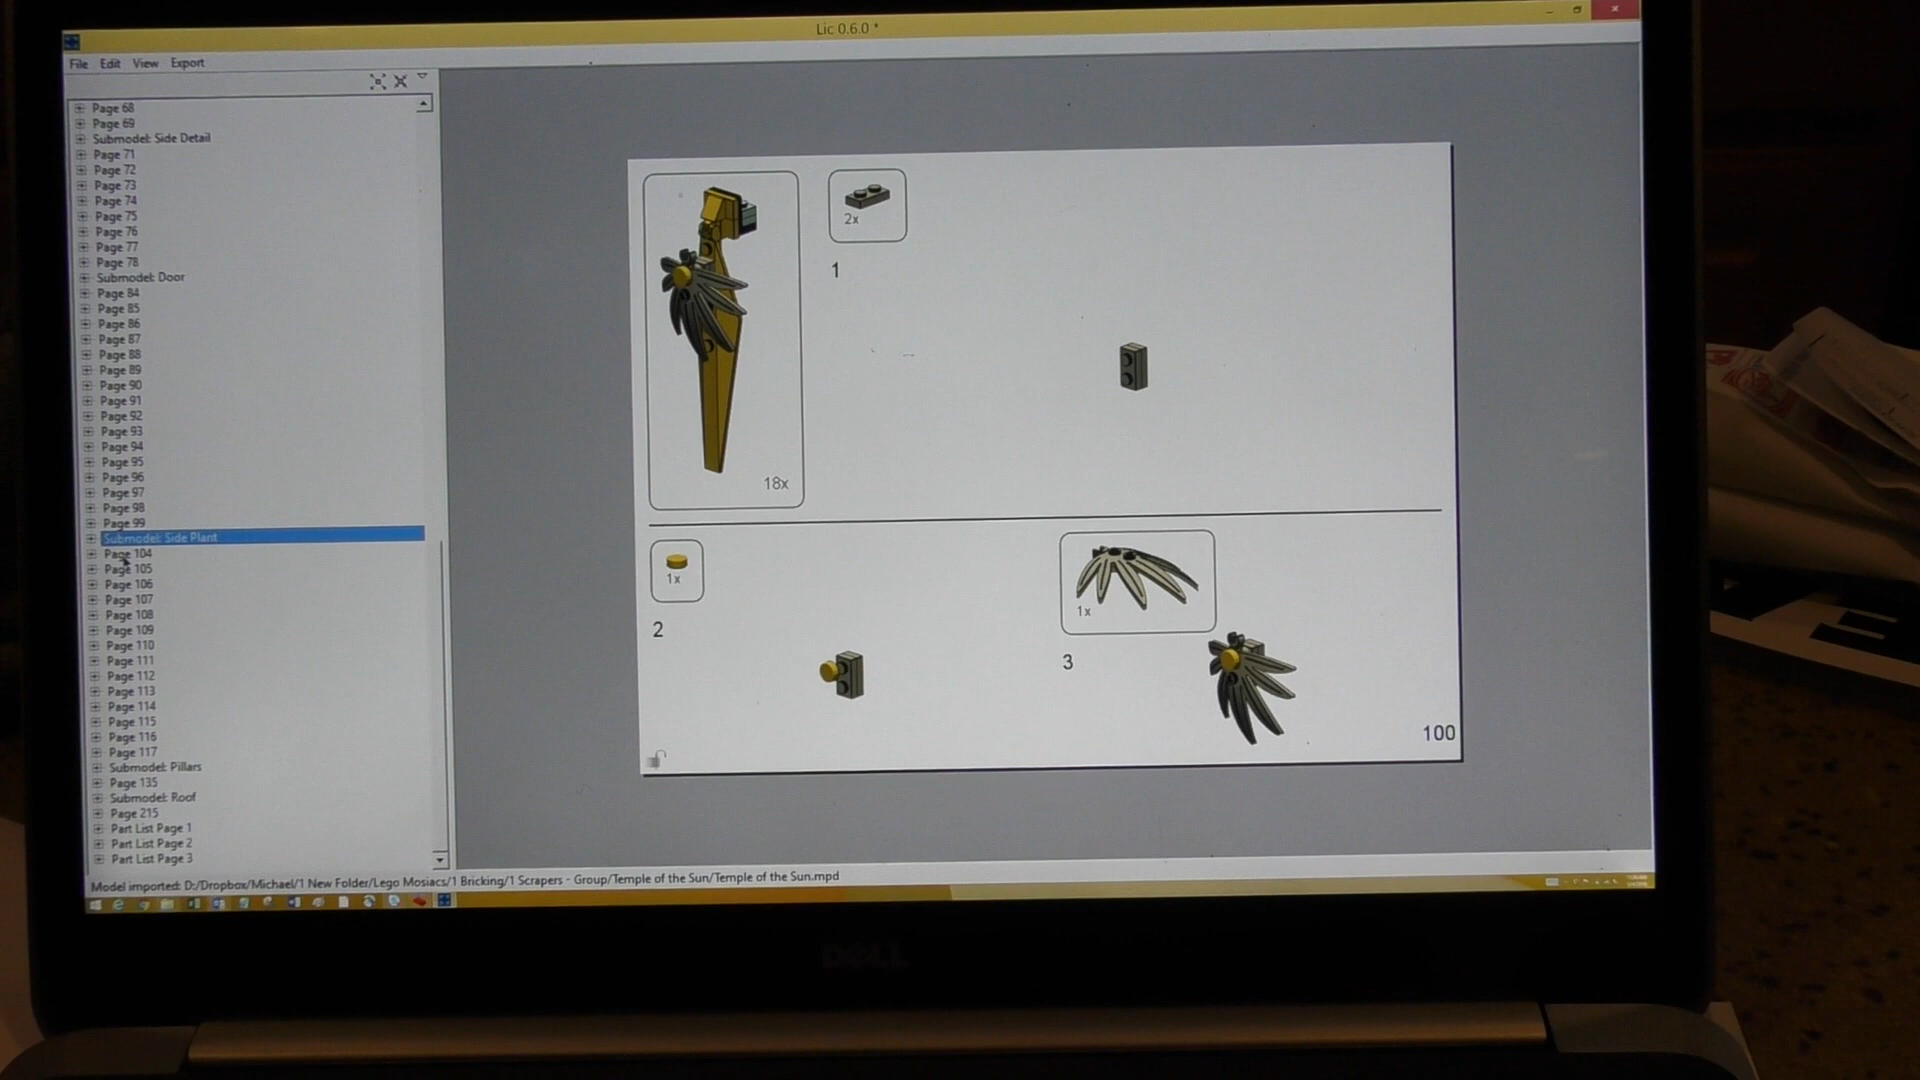 Lic 0.6.0 *
File Edit View Export
Page 68
Page 69
Submodel: Side Detail
Page 71
Page 72
Page 73
Page 74
Page 75
Page 76
Page 77
Page 78
Submodel: Door
Page 84
Page 85
Page 86
Page 87
Page 88
Page 89
Page 90
Page 91
Page 92
Page 93
Page 94
Page 95
Page 96
Page 97
Page 98
Page 99
Submodel: Side Plant
Page 104
Page 105
Page 106
Page 107
Page 108
Page 109
Page 110
Page 111
Page 112
Page 113
Page 114
Page 115
Page 116
Page 117
Submodel: Pillars
Page 135
Submodel: Roof
Page 215
Part List Page 1
Part List Page 2
Part List Page 3
18x
2x
1
1x
2
1x
3
100
Model imported: D:/Dropbox/Michael/1 New Folder/Lego Mosiacs/1 Bricking/1 Scrapers - Group/Temple of the Sun/Temple of the Sun.mpd
DELL